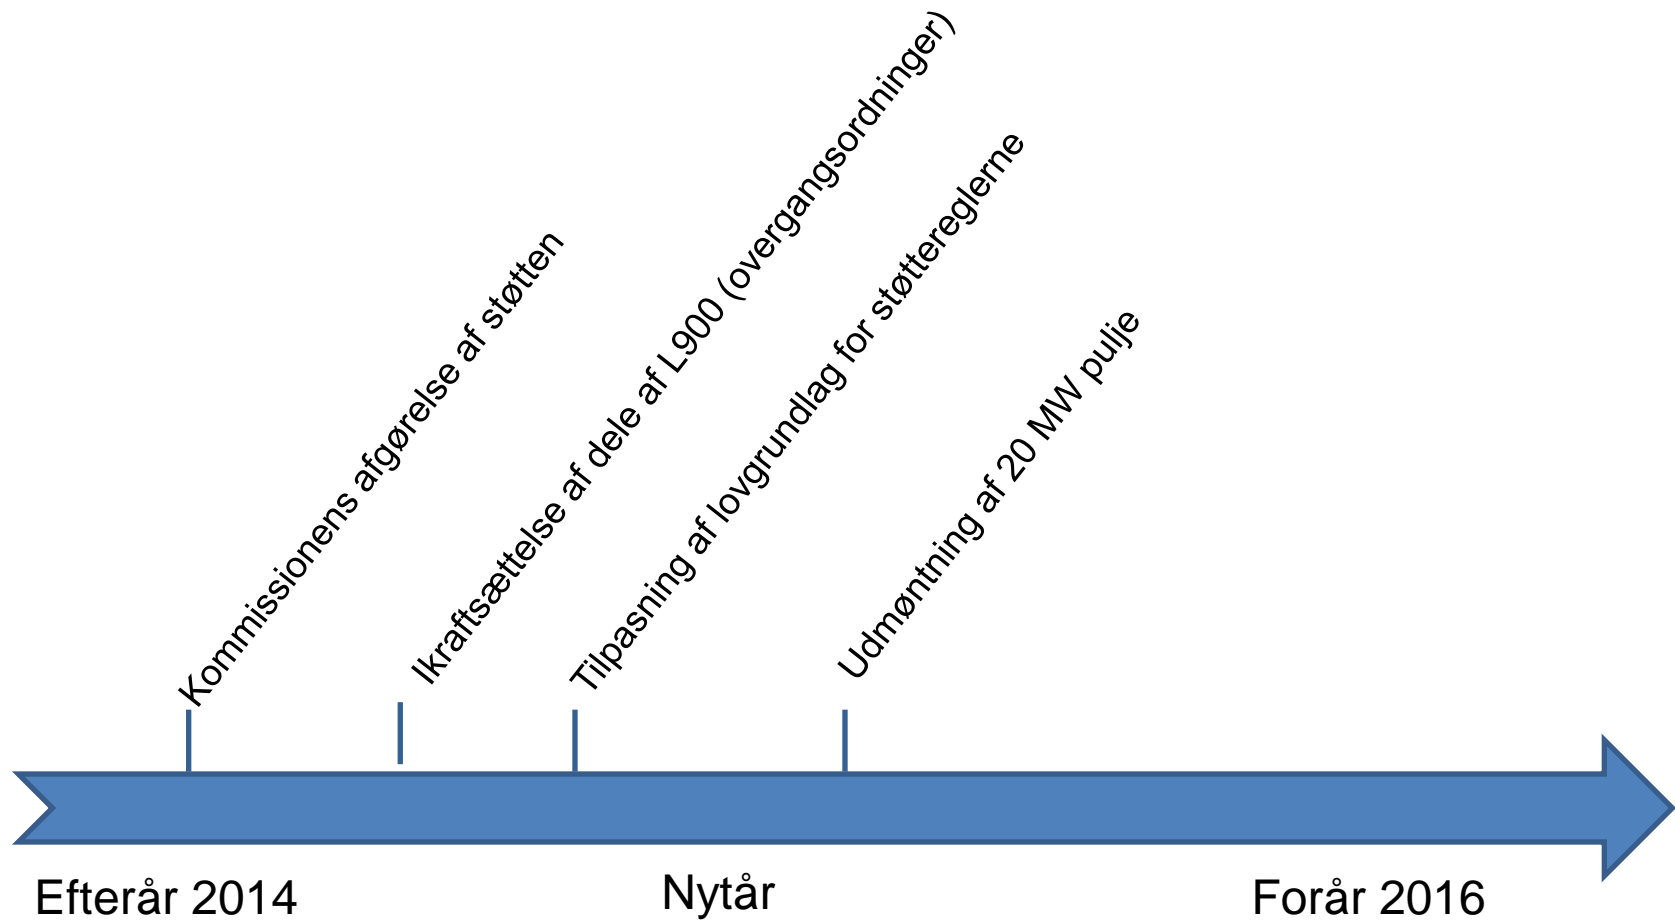 Kommissionens afgørelse af støtten
Ikraftsættelse af dele af L900 (overgangsordninger)
Tilpasning af lovgrundlag for støttereglerne
Udmøntning af 20 MW pulje
Efterår 2014
Nytår
Forår 2016